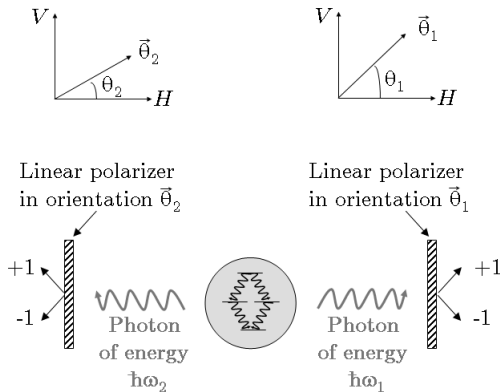 V
θ⃗₂
θ₂
H
V
θ⃗₁
θ₁
H
Linear polarizer
in orientation θ⃗₂
Linear polarizer
in orientation θ⃗₁
+1
-1
Photon
of energy
ħω₂
Photon
of energy
ħω₁
+1
-1